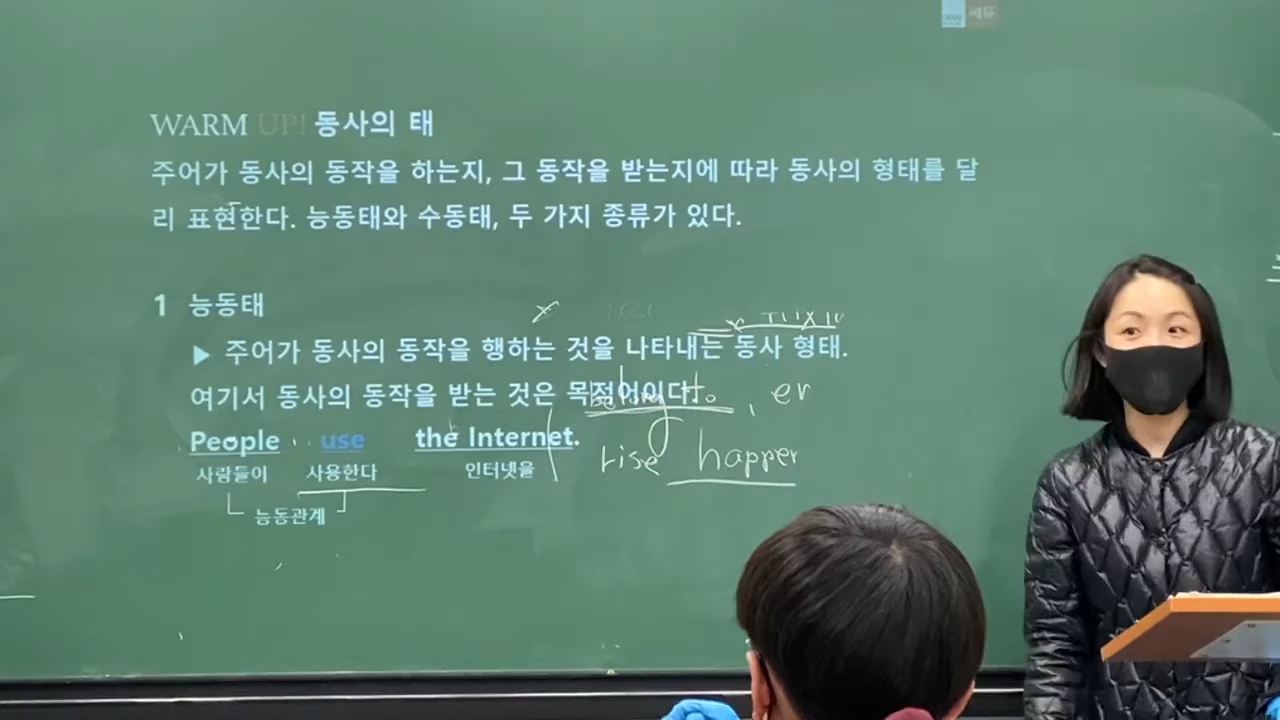 쎄듀
WARM UP! 동사의 태
주어가 동사의 동작을 하는지, 그 동작을 받는지에 따라 동사의 형태를 달
리 표현한다. 능동태와 수동태, 두 가지 종류가 있다.
1 능동태
▶ 주어가 동사의 동작을 행하는 것을 나타내는 동사 형태.
여기서 동사의 동작을 받는 것은 목적어이다.
belong to, er
People use the Internet.
rise happen
사람들이 사용한다 인터넷을
능동관계